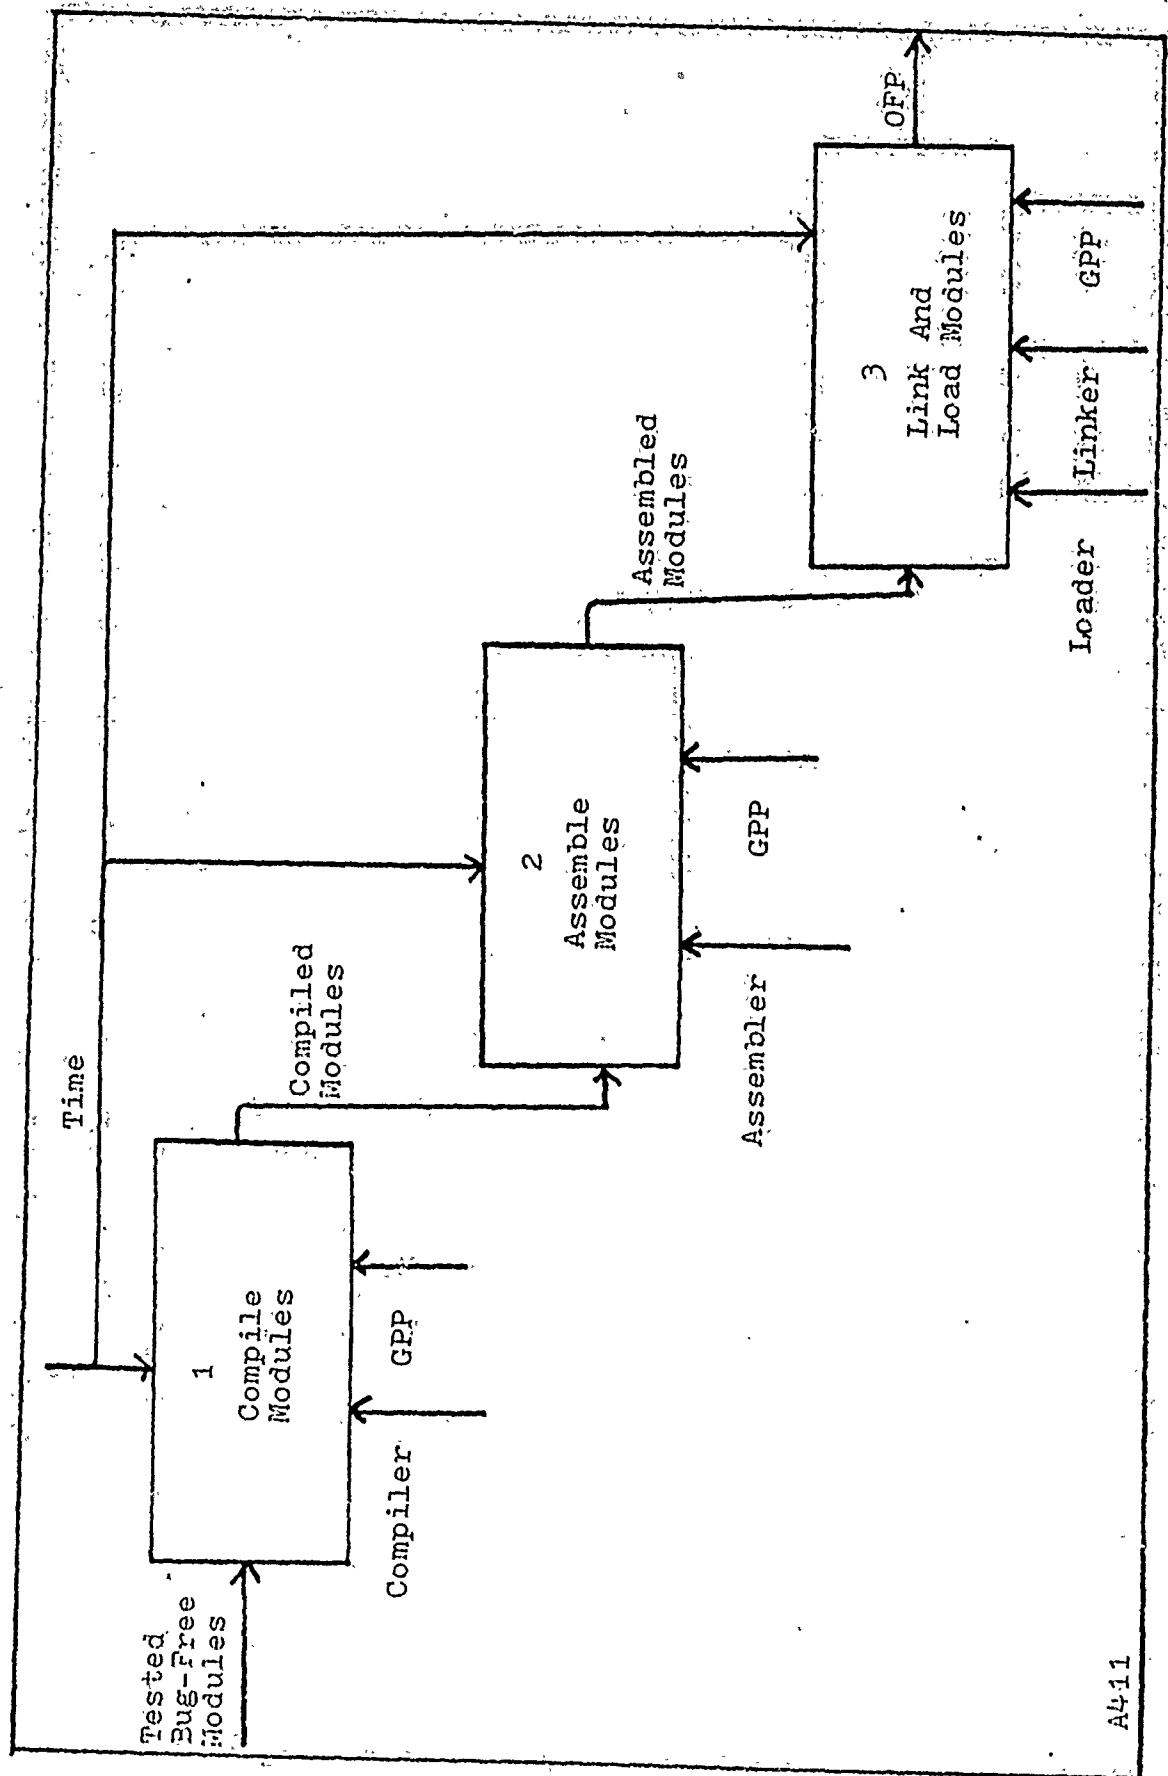 Time
Tested
Bug-Free
Modules
1
Compile
Modules
Compiler
GPP
Compiled
Modules
2
Assemble
Modules
Assembler
GPP
Assembled
Modules
3
Link And
Load Modules
Loader
Linker
GPP
OFP
A411